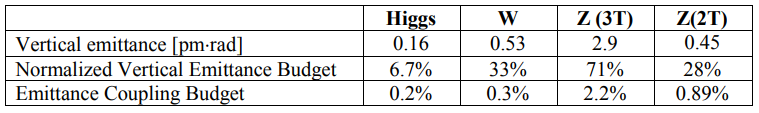 Higgs W Z (3T) Z(2T)
Vertical emittance [pm·rad] 0.16 0.53 2.9 0.45
Normalized Vertical Emittance Budget 6.7% 33% 71% 28%
Emittance Coupling Budget 0.2% 0.3% 2.2% 0.89%